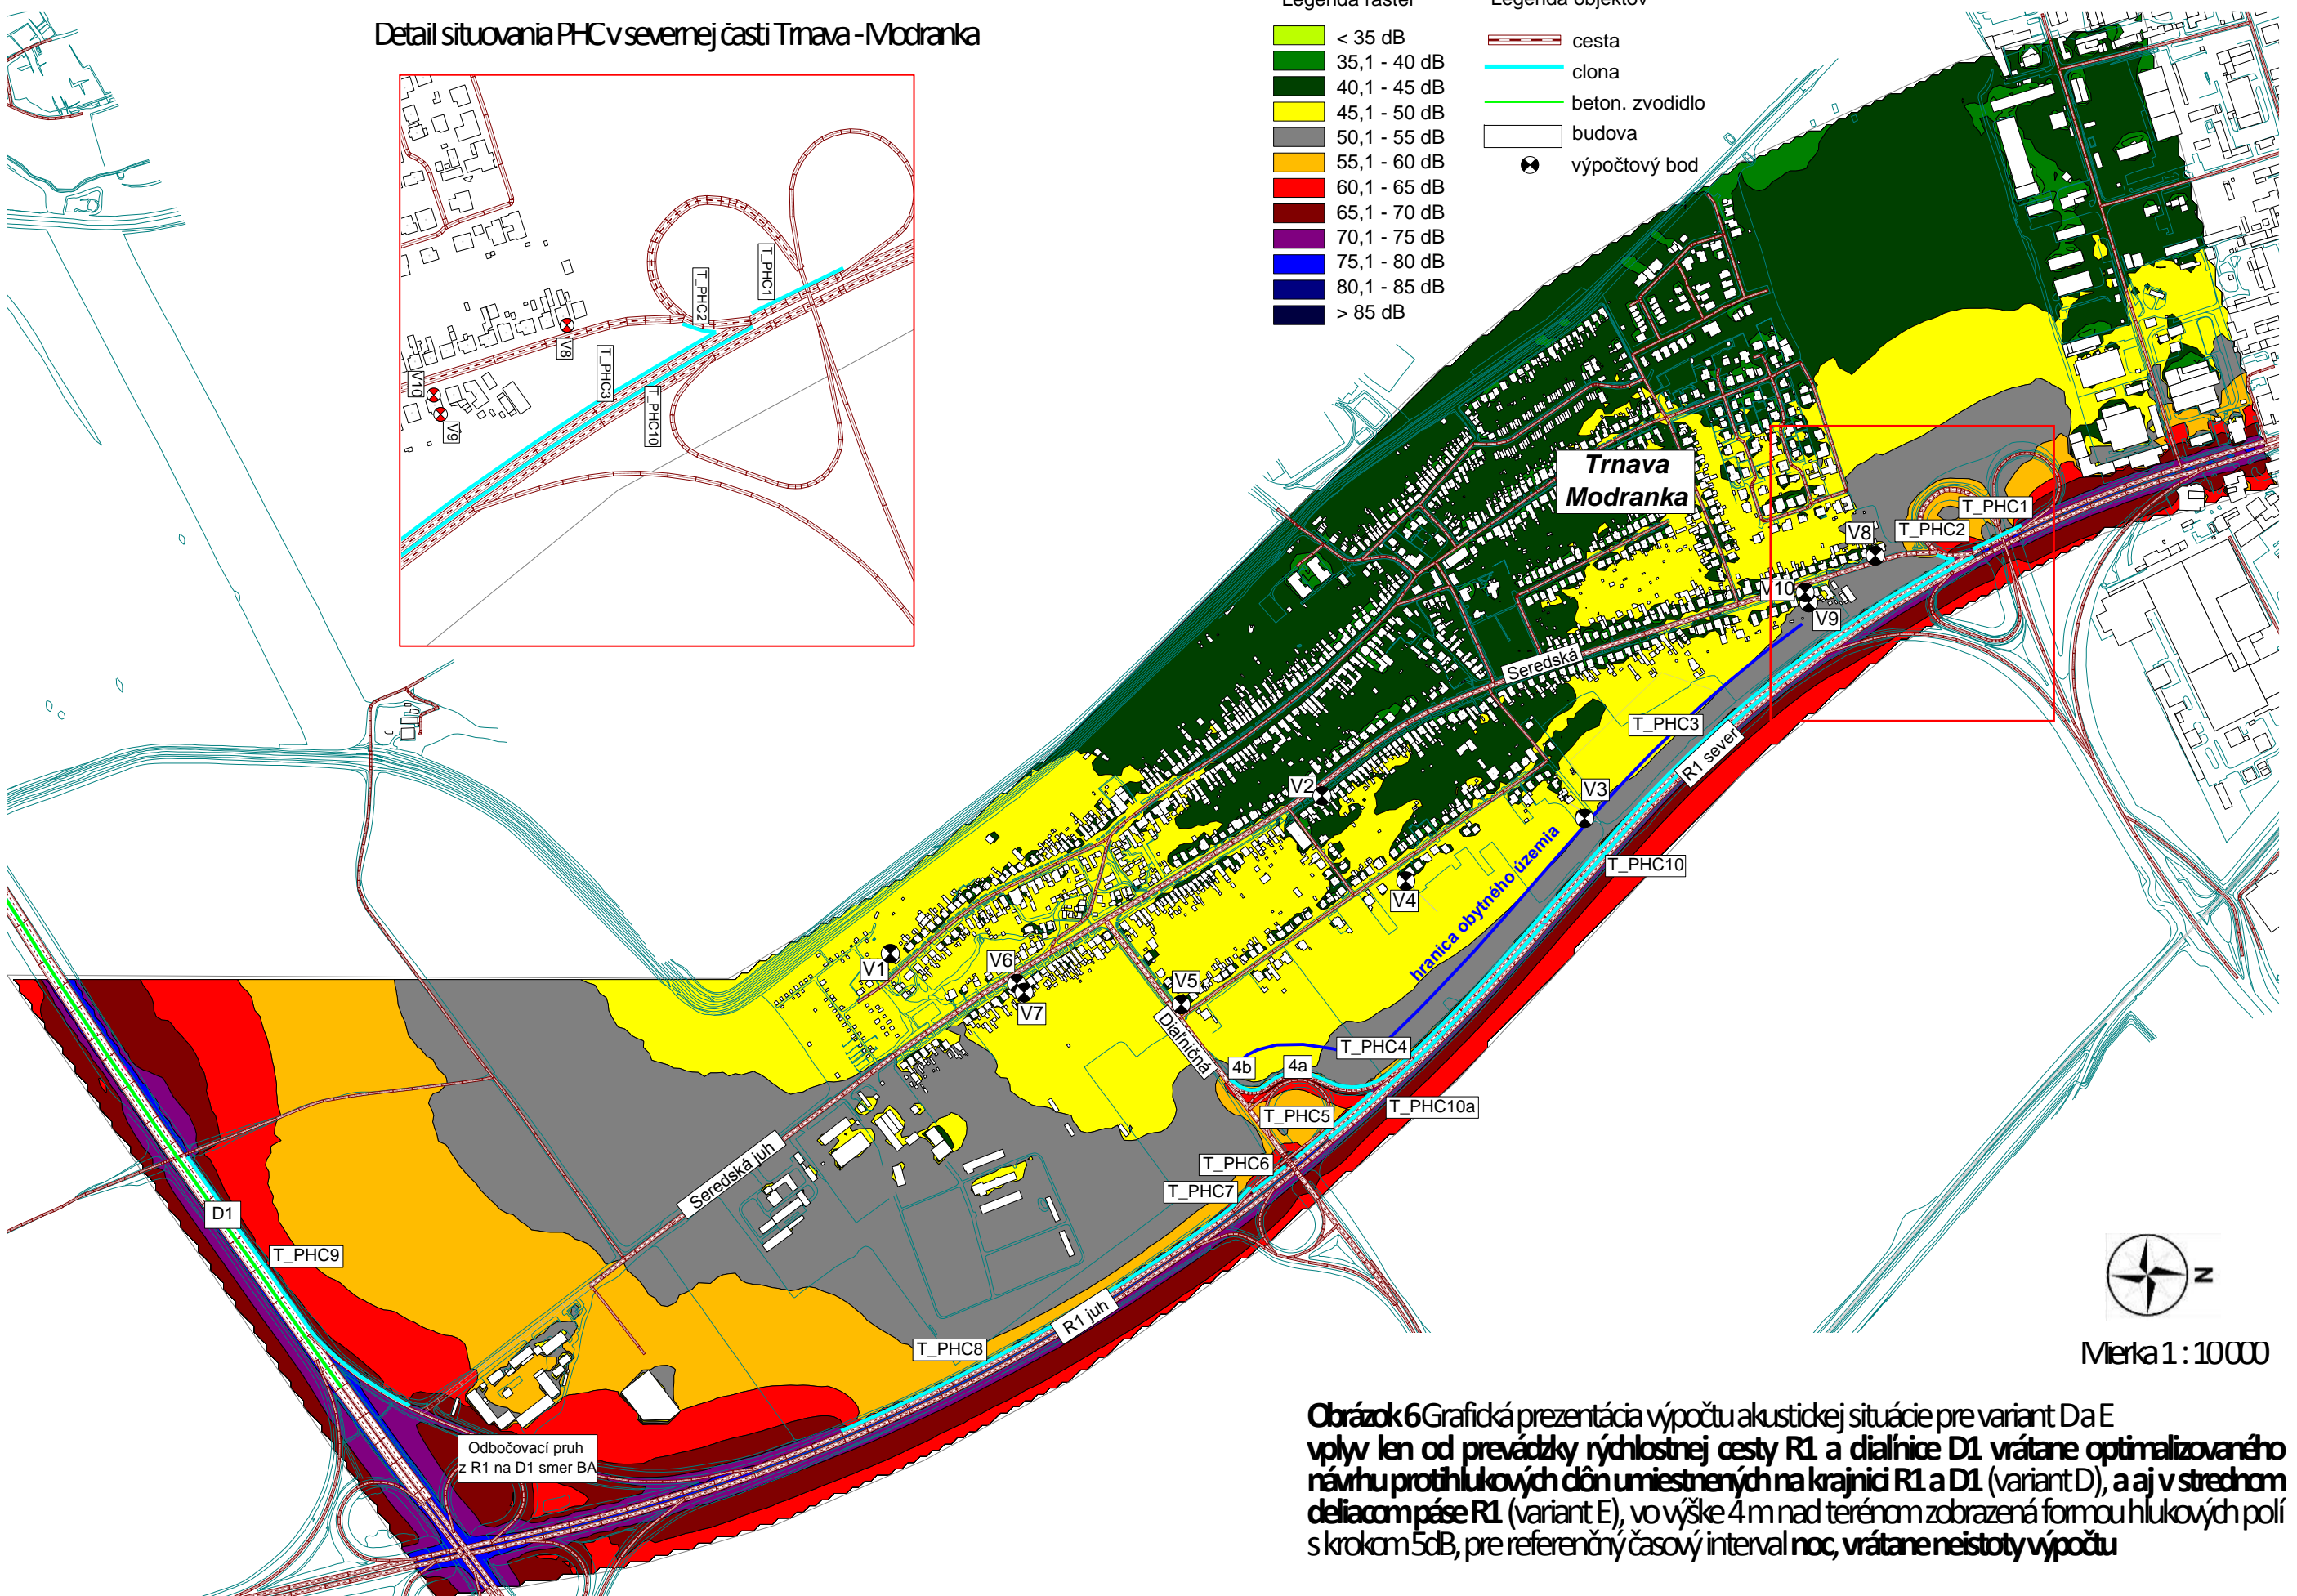 Detail situovania PHC v severnej časti Trnava - Modranka
Legenda raster
< 35 dB
35,1 - 40 dB
40,1 - 45 dB
45,1 - 50 dB
50,1 - 55 dB
55,1 - 60 dB
60,1 - 65 dB
65,1 - 70 dB
70,1 - 75 dB
75,1 - 80 dB
80,1 - 85 dB
> 85 dB
Legenda objektov
cesta
clona
beton. zvodidlo
budova
výpočtový bod
T_PHC1
T_PHC2
V8
T_PHC3
V10
T_PHC10
V9
Trnava
Modranka
T_PHC1
T_PHC2
V8
V10
V9
Seredská
T_PHC3
R1 sever
V2
V3
T_PHC10
V4
hranica obytného územia
V1
V6
V7
V5
Diaľničná
T_PHC4
4b
4a
T_PHC5
T_PHC10a
T_PHC6
T_PHC7
Seredská juh
D1
T_PHC9
R1 juh
T_PHC8
Odbočovací pruh
z R1 na D1 smer BA
N
Mierka 1 : 10 000
Obrázok 6 Grafická prezentácia výpočtu akustickej situácie pre variant D a E
vplyv len od prevádzky rýchlostnej cesty R1 a diaľnice D1 vrátane optimalizovaného
návrhu protihlukových clôn umiestnených na krajnici R1 a D1 (variant D), a aj v strednom
deliacom páse R1 (variant E), vo výške 4 m nad terénom zobrazená formou hlukových polí
s krokom 5dB, pre referenčný časový interval noc, vrátane neistoty výpočtu